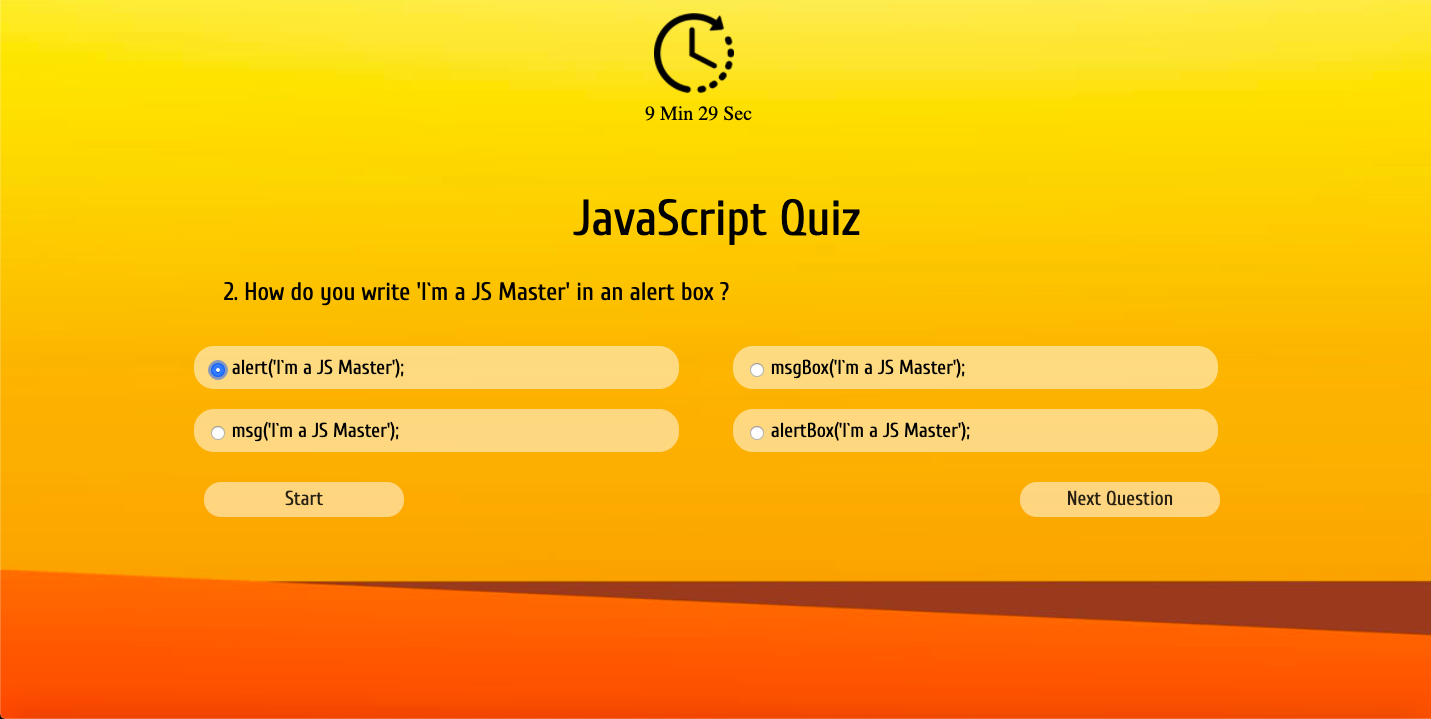 9 Min 29 Sec
JavaScript Quiz
2. How do you write 'I`m a JS Master' in an alert box ?
alert('I`m a JS Master');
msgBox('I`m a JS Master');
msg('I`m a JS Master');
alertBox('I`m a JS Master');
Start
Next Question